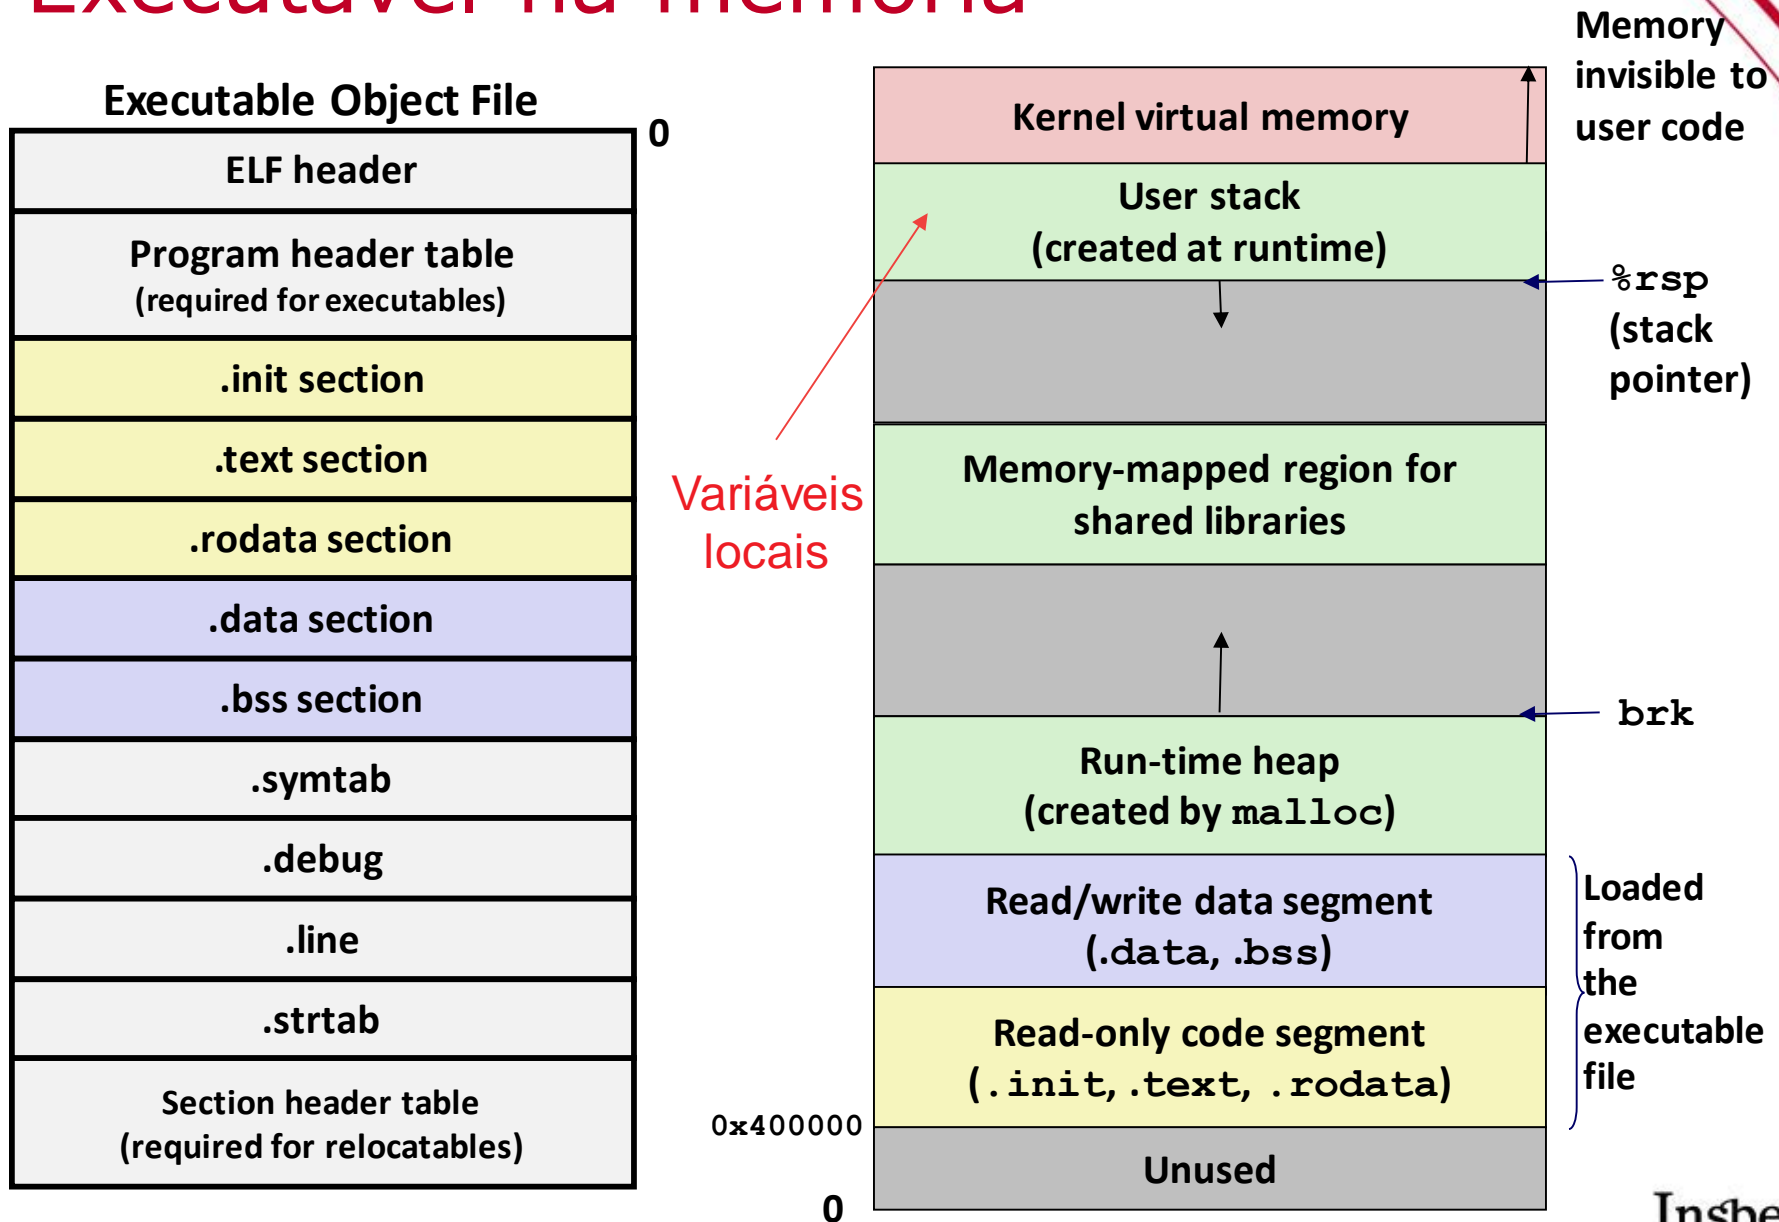 Executável na memória
Executable Object File
0
ELF header
Program header table
(required for executables)
.init section
.text section
.rodata section
.data section
.bss section
.symtab
.debug
.line
.strtab
Section header table
(required for relocatables)
Variáveis
locais
Kernel virtual memory
Memory
invisible to
user code
User stack
(created at runtime)
%rsp
(stack
pointer)
Memory-mapped region for
shared libraries
brk
Run-time heap
(created by malloc)
Read/write data segment
(.data, .bss)
Read-only code segment
(.init, .text, .rodata)
Loaded
from
the
executable
file
0x400000
Unused
0